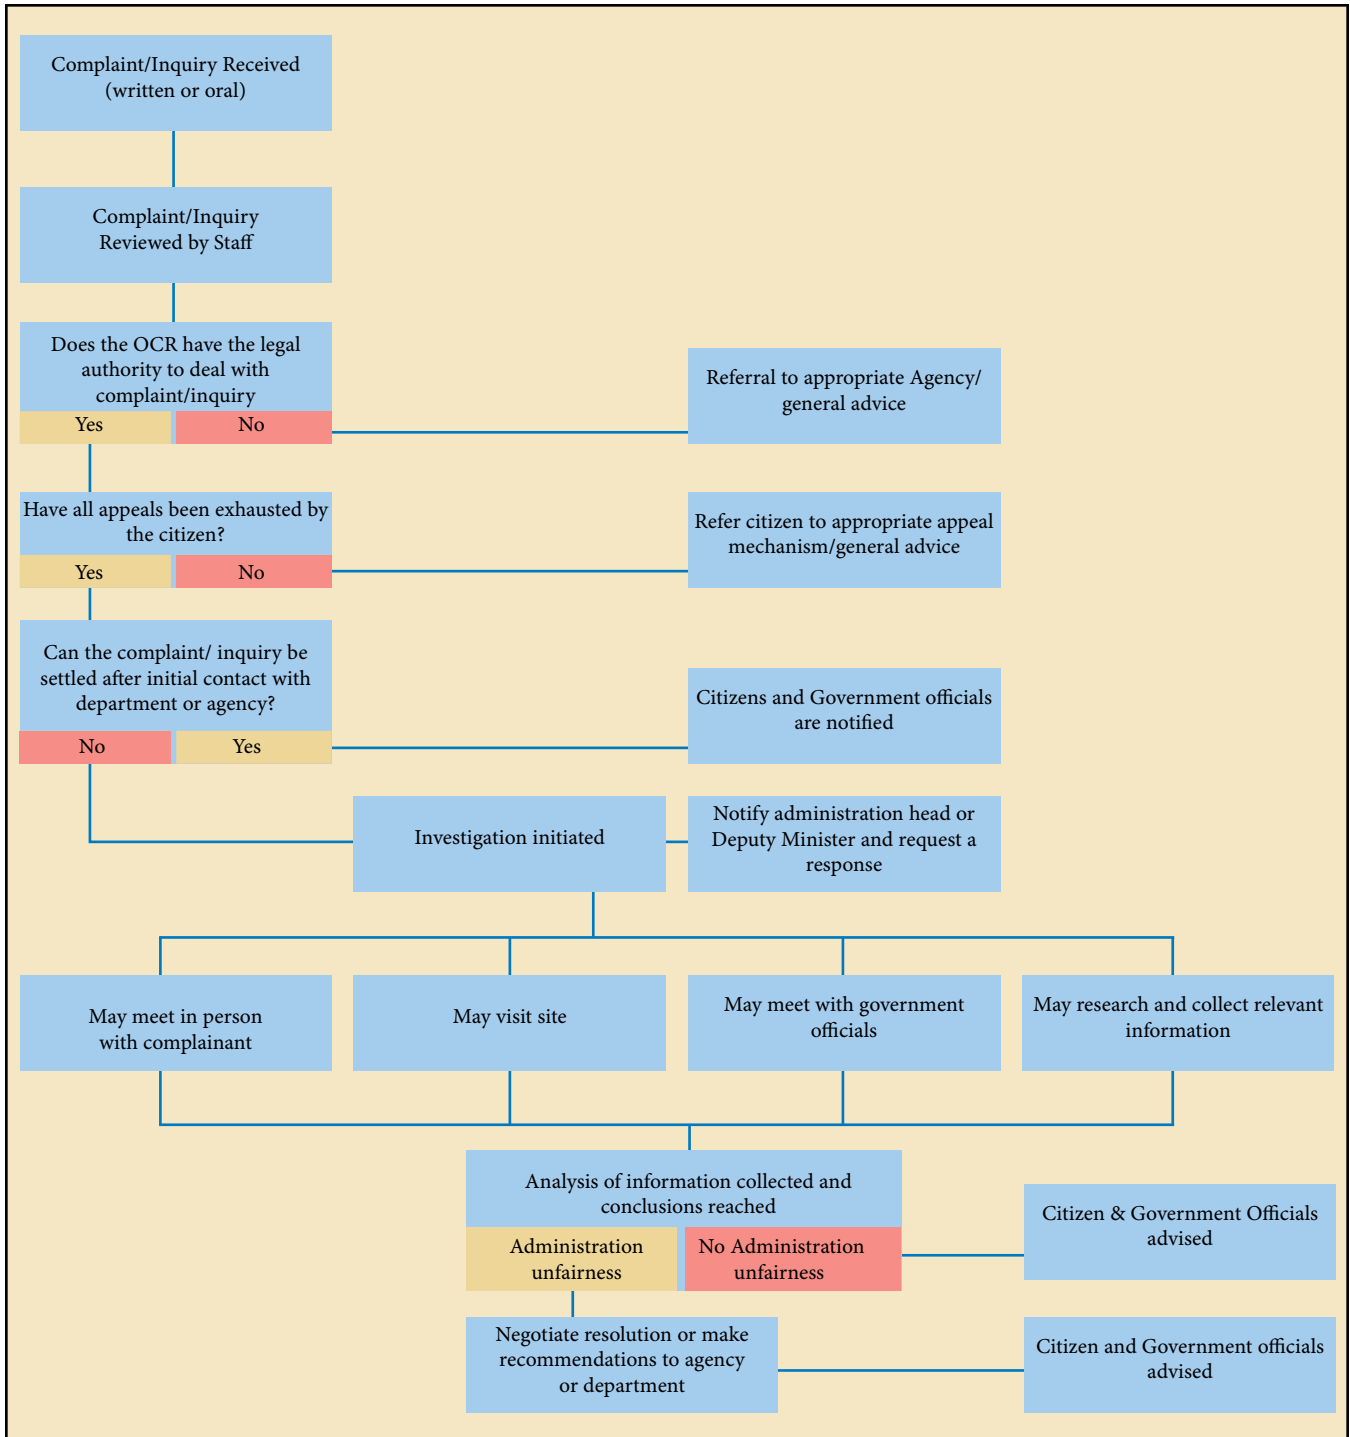 Complaint/Inquiry Received
(written or oral)
Complaint/Inquiry
Reviewed by Staff
Does the OCR have the legal
authority to deal with
complaint/inquiry
Yes
No
Referral to appropriate Agency/
general advice
Have all appeals been exhausted by
the citizen?
Yes
No
Refer citizen to appropriate appeal
mechanism/general advice
Can the complaint/ inquiry be
settled after initial contact with
department or agency?
No
Yes
Citizens and Government officials
are notified
Investigation initiated
Notify administration head or
Deputy Minister and request a
response
May meet in person
with complainant
May visit site
May meet with government
officials
May research and collect relevant
information
Analysis of information collected and
conclusions reached
Administration
unfairness
No Administration
unfairness
Citizen & Government Officials
advised
Negotiate resolution or make
recommendations to agency
or department
Citizen and Government officials
advised